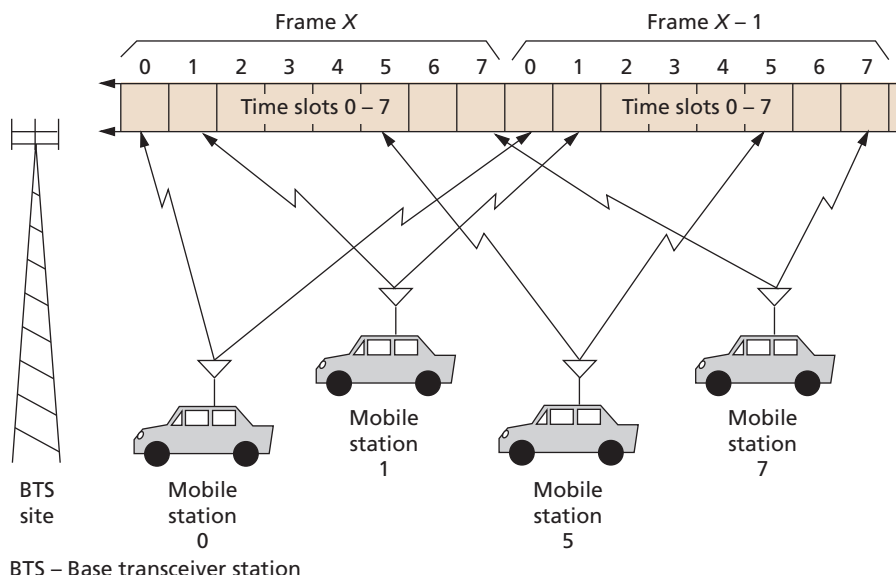 Frame X
Frame X – 1
0 1 2 3 4 5 6 7 0 1 2 3 4 5 6 7
Time slots 0 – 7
Time slots 0 – 7
BTS
site
Mobile
station
0
Mobile
station
1
Mobile
station
5
Mobile
station
7
BTS – Base transceiver station